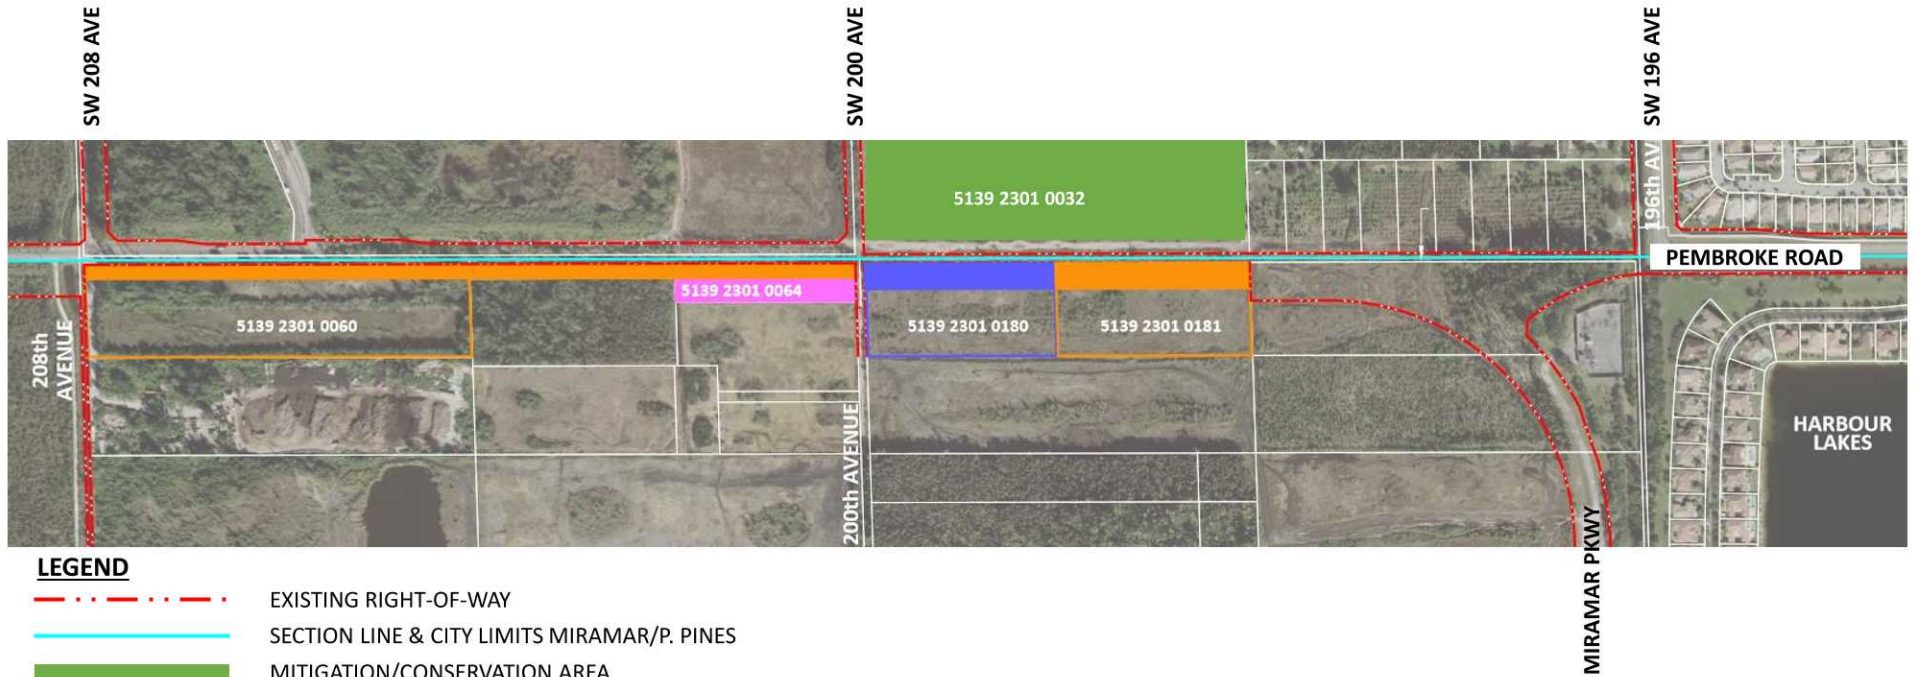 SW 208 AVE
SW 200 AVE
SW 196 AVE
5139 2301 0032
196th AV
PEMBROKE ROAD
5139 2301 0064
5139 2301 0060
5139 2301 0180
5139 2301 0181
208th
AVENUE
200th AVENUE
HARBOUR
LAKES
MIRAMAR PKWY
LEGEND
EXISTING RIGHT-OF-WAY
SECTION LINE & CITY LIMITS MIRAMAR/P. PINES
MITIGATION/CONSERVATION AREA